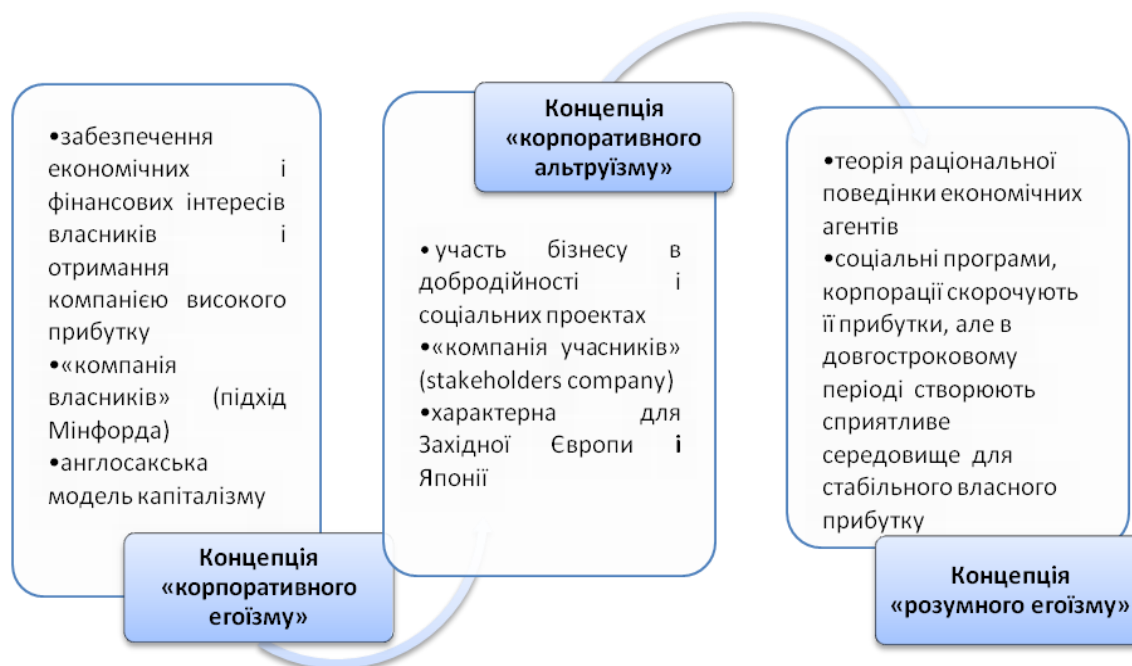 •забезпечення
економічних і
фінансових інтересів
власників і
отримання
компанією високого
прибутку
•«компанія
власників» (підхід
Мінфорда)
•англосакська
модель капіталізму
Концепція
«корпоративного
егоїзму»
Концепція
«корпоративного
альтруїзму»
• участь бізнесу в
добродійності і
соціальних проектах
•«компанія учасників»
(stakeholders company)
•характерна для
Західної Європи і
Японії
•теорія раціональної
поведінки економічних
агентів
•соціальні програми,
корпорації скорочують
її прибутки, але в
довгостроковому
періоді створюють
сприятливе
середовище для
стабільного власного
прибутку
Концепція
«розумного егоїзму»